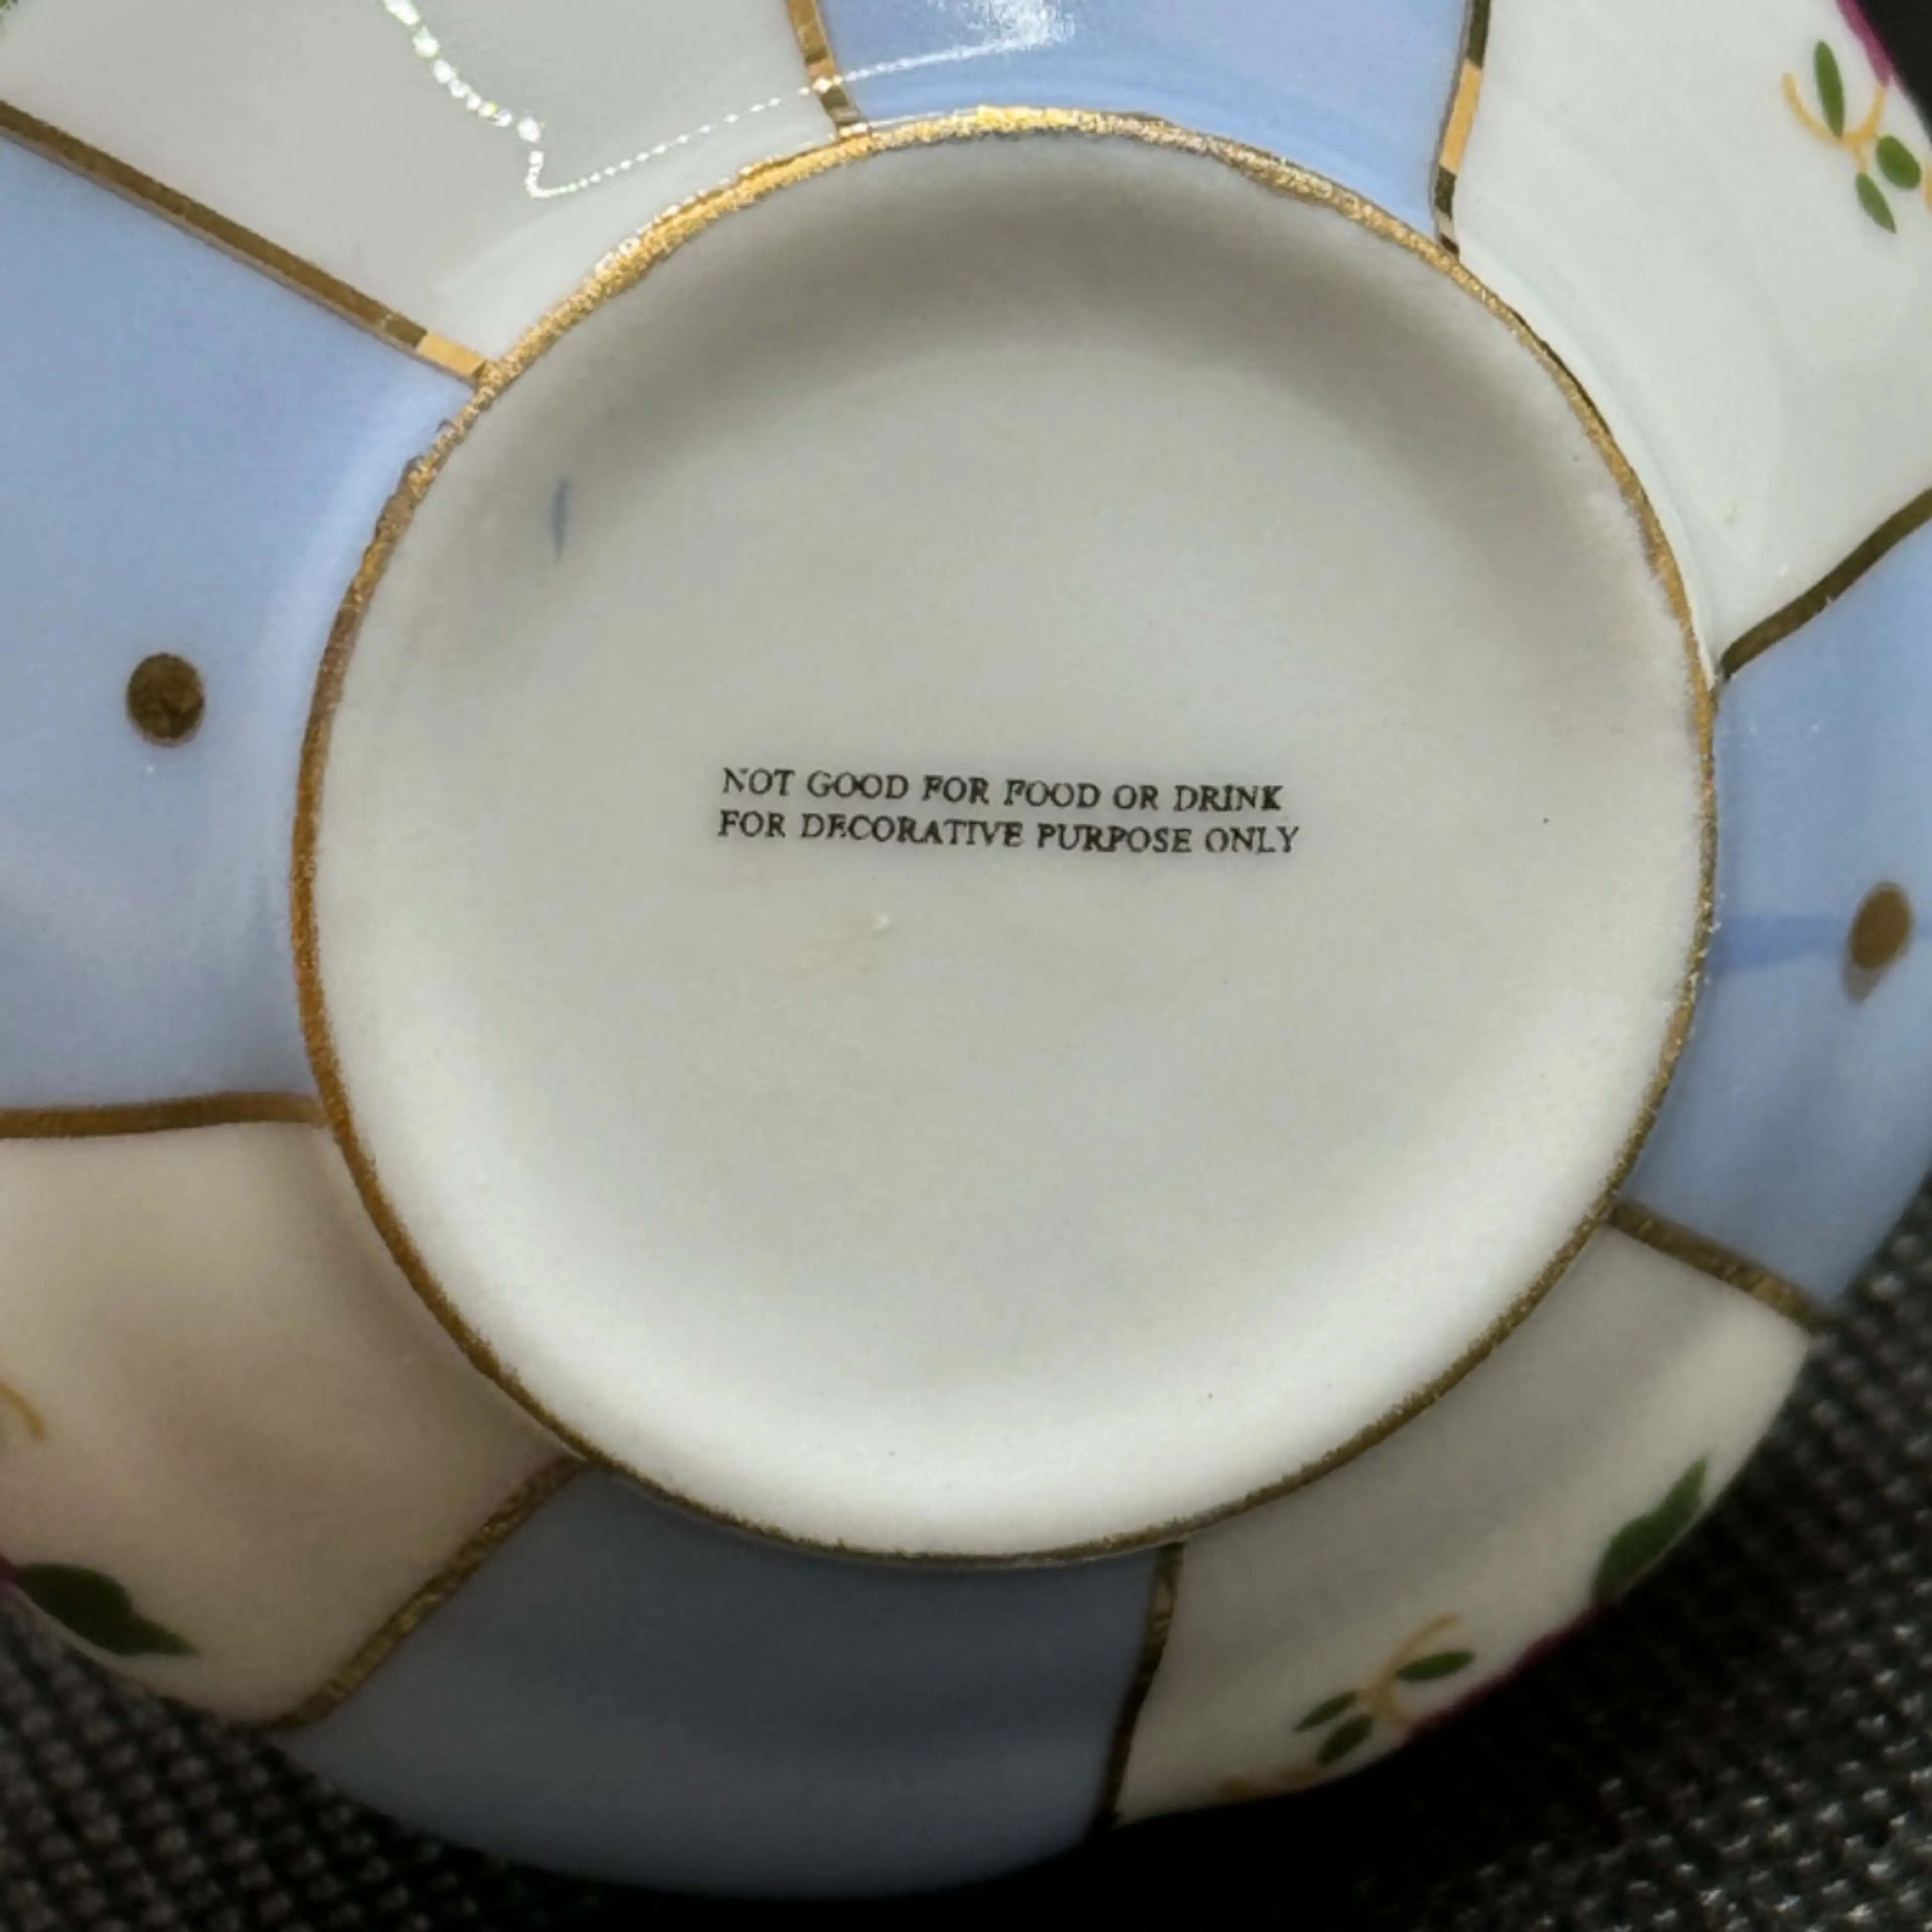 NOT GOOD FOR FOOD OR DRINK
FOR DECORATIVE PURPOSE ONLY